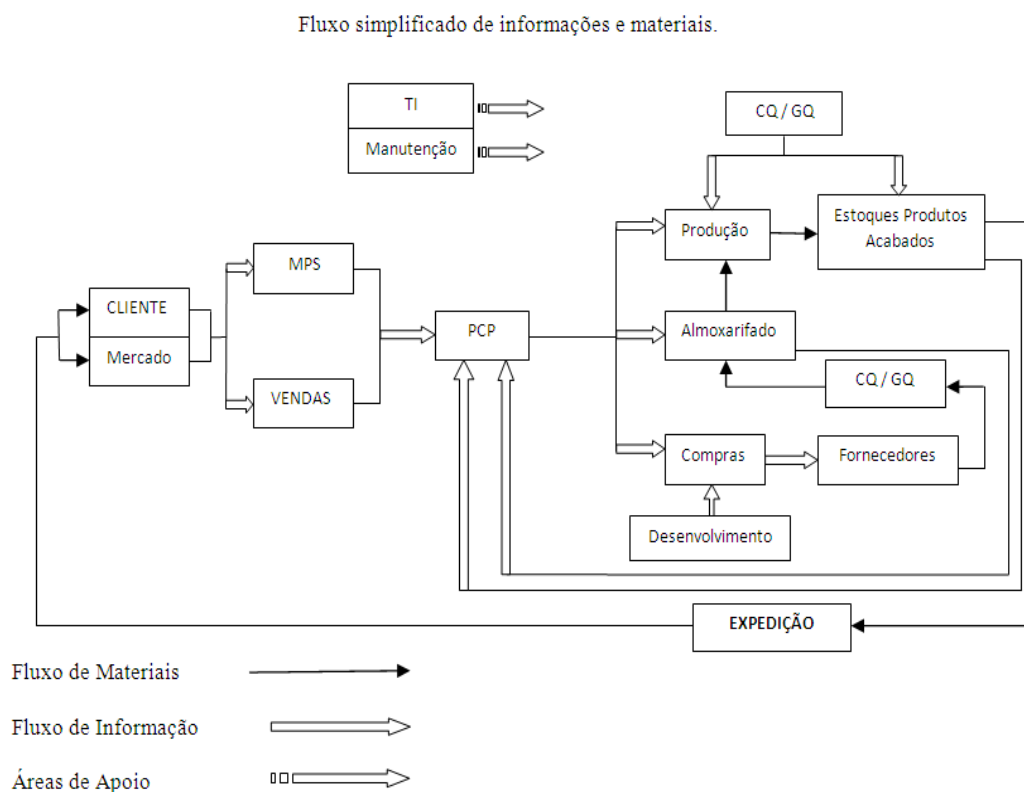 Fluxo simplificado de informações e materiais.
TI
Manutenção
CQ / GQ
Produção
Estoques Produtos
Acabados
MPS
CLIENTE
Mercado
PCP
Almoxarifado
CQ / GQ
VENDAS
Compras
Fornecedores
Desenvolvimento
EXPEDIÇÃO
Fluxo de Materiais
Fluxo de Informação
Áreas de Apoio